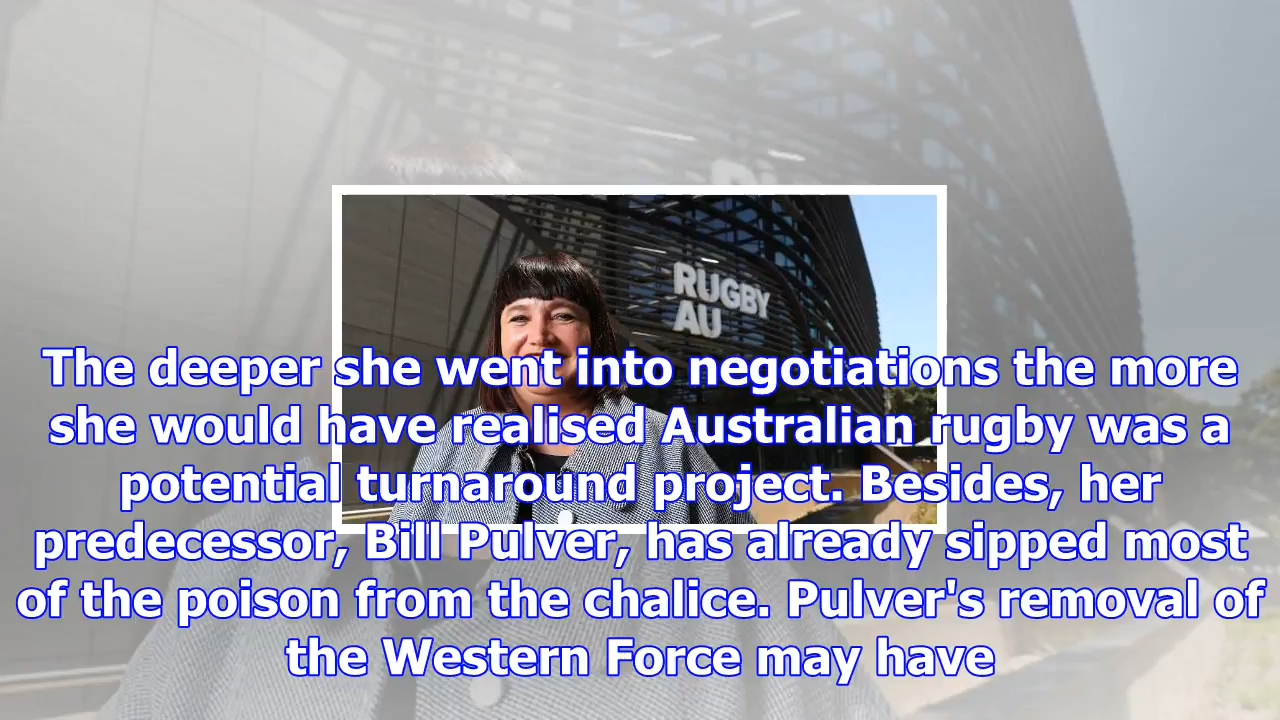 RUGBY
AU
The deeper she went into negotiations the more
she would have realised Australian rugby was a
potential turnaround project. Besides, her
predecessor, Bill Pulver, has already sipped most
of the poison from the chalice. Pulver's removal of
the Western Force may have